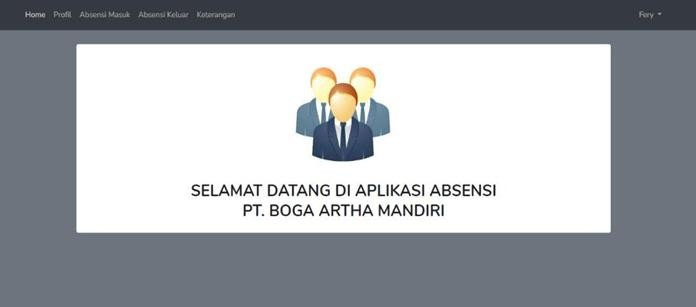 Home Profil Absensi Masuk Absensi Keluar Keterangan Fery
SELAMAT DATANG DI APLIKASI ABSENSI
PT. BOGA ARTHA MANDIRI